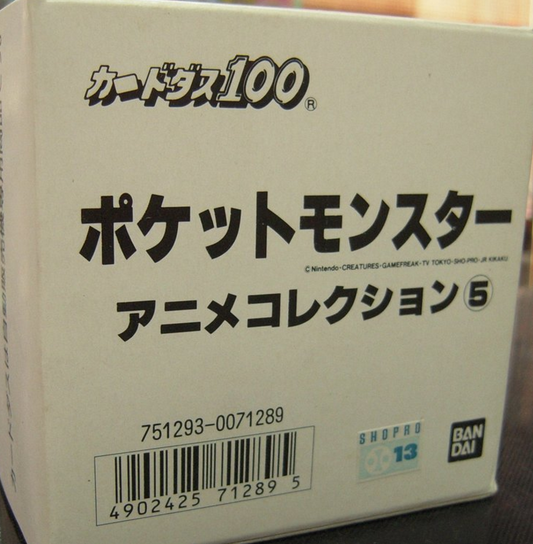 カードダス100®
ポケットモンスター
©Nintendo・CREATURES・GAMEFREAK・TV TOKYO・SHO-PRO・JR KIKAKU
アニメコレクション⑤
751293-0071289
4902425 712895
SHOPRO
13
BAN
DAI